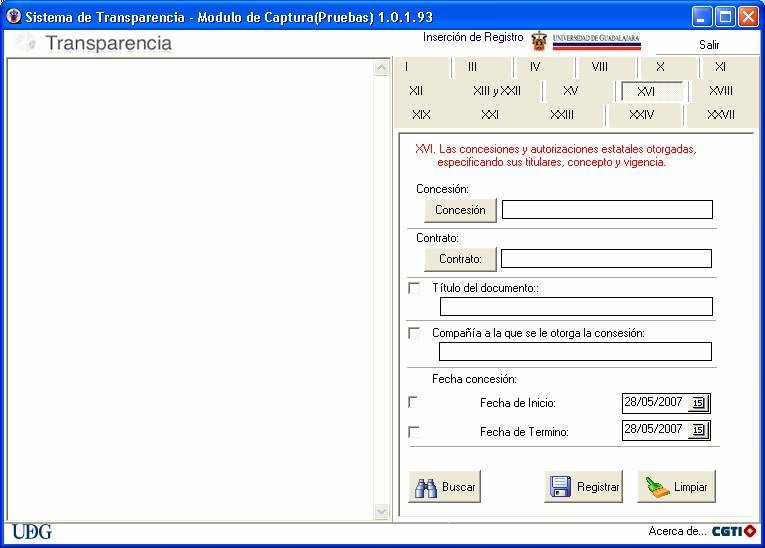 Sistema de Transparencia - Modulo de Captura(Pruebas) 1.0.1.93
Transparencia
Inserción de Registro
UNIVERSIDAD DE GUADALAJARA
Salir
I III IV VIII X XI
XII XIII y XXII XV XVI XVIII
XIX XXI XXIII XXIV XXVII
XVI. Las concesiones y autorizaciones estatales otorgadas,
especificando sus titulares, concepto y vigencia.
Concesión:
Concesión
Contrato:
Contrato:
Título del documento::
Compañía a la que se le otorga la consesión:
Fecha concesión:
Fecha de Inicio: 28/05/2007 15
Fecha de Termino: 28/05/2007 15
Buscar Registrar Limpiar
UDG
Acerca de... CGTI